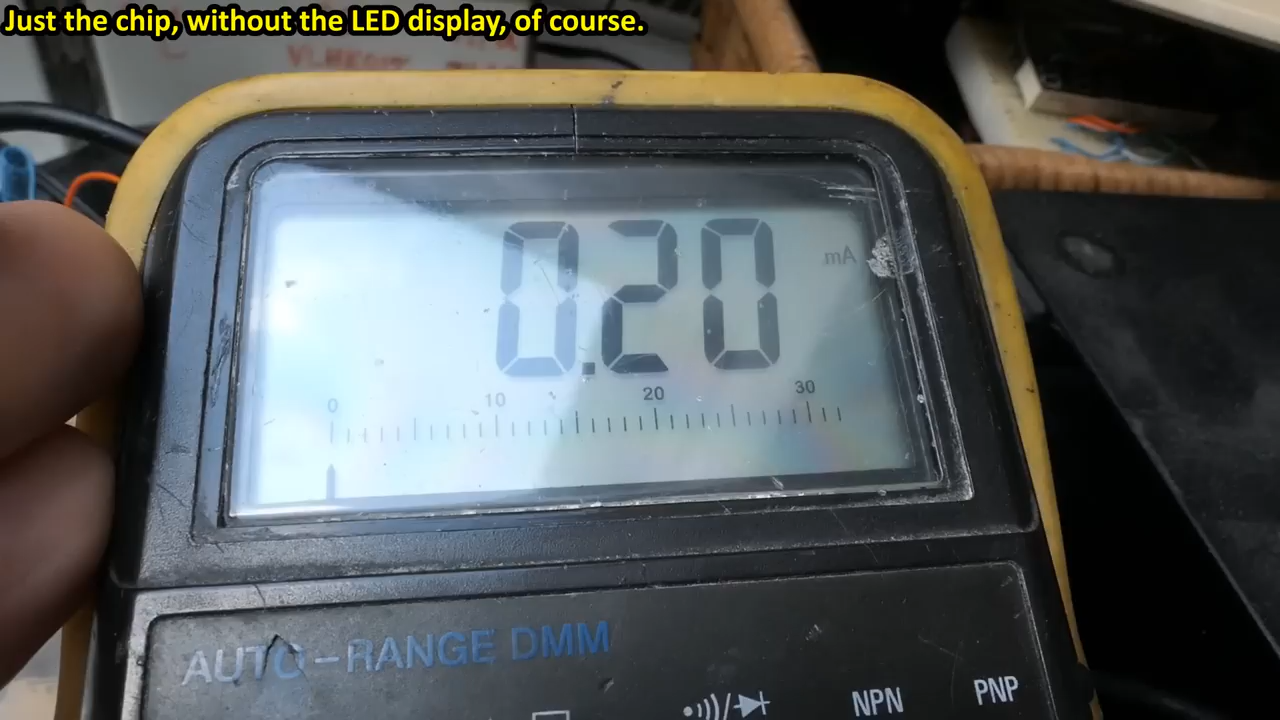 Just the chip, without the LED display, of course.
0.20 mA
0 10 20 30
AUTO-RANGE DMM
NPN PNP